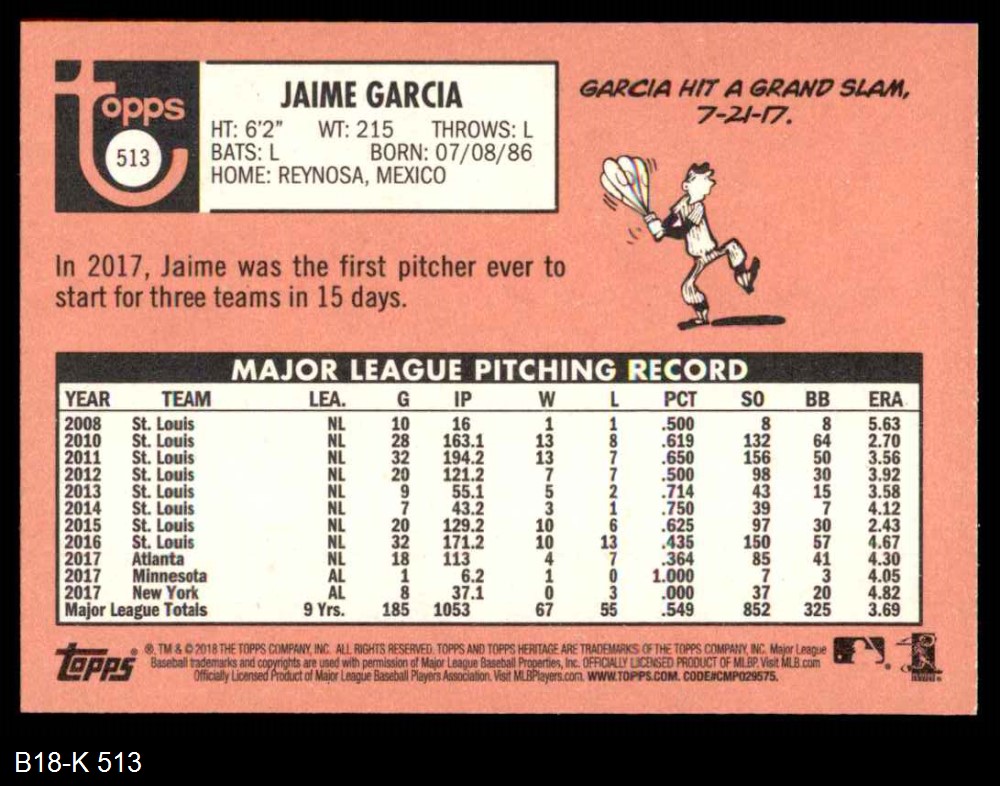 topps
513
JAIME GARCIA
HT: 6'2" WT: 215 THROWS: L
BATS: L BORN: 07/08/86
HOME: REYNOSA, MEXICO
GARCIA HIT A GRAND SLAM,
7-21-17.
In 2017, Jaime was the first pitcher ever to
start for three teams in 15 days.
MAJOR LEAGUE PITCHING RECORD
YEAR TEAM LEA. G IP W L PCT SO BB ERA
2008 St. Louis NL 10 16 1 1 .500 8 8 5.63
2010 St. Louis NL 28 163.1 13 8 .619 132 64 2.70
2011 St. Louis NL 32 194.2 13 7 .650 156 50 3.56
2012 St. Louis NL 20 121.2 7 7 .500 98 30 3.92
2013 St. Louis NL 9 55.1 5 2 .714 43 15 3.58
2014 St. Louis NL 7 43.2 3 1 .750 39 7 4.12
2015 St. Louis NL 20 129.2 10 6 .625 97 30 2.43
2016 St. Louis NL 32 171.2 10 13 .435 150 57 4.67
2017 Atlanta NL 18 113 4 7 .364 85 41 4.30
2017 Minnesota AL 1 6.2 1 0 1.000 7 3 4.05
2017 New York AL 8 37.1 0 3 .000 37 20 4.82
Major League Totals 9 Yrs. 185 1053 67 55 .549 852 325 3.69
topps ®, TM & © 2018 THE TOPPS COMPANY, INC. ALL RIGHTS RESERVED. TOPPS AND TOPPS HERITAGE ARE TRADEMARKS OF THE TOPPS COMPANY, INC. Major League
Baseball trademarks and copyrights are used with permission of Major League Baseball Properties, Inc. OFFICIALLY LICENSED PRODUCT OF MLBP. Visit MLB.com
Officially Licensed Product of Major League Baseball Players Association. Visit MLBPlayers.com. WWW.TOPPS.COM. CODE#CMP029575.
B18-K 513